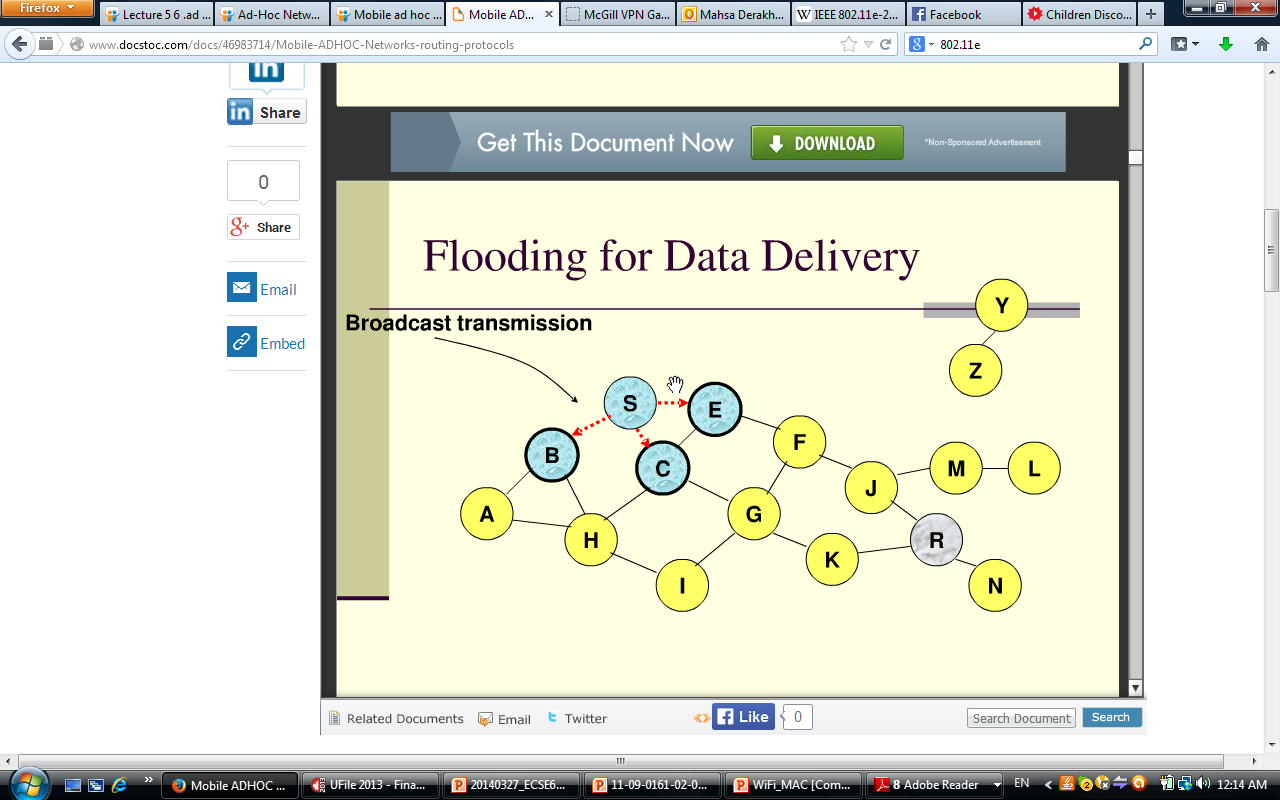 Firefox
Lecture 5 6 .ad ...
Ad-Hoc Netw...
Mobile ad hoc ...
Mobile AD...
McGill VPN Ga...
Mahsa Derakh...
IEEE 802.11e-2...
Facebook
Children Disco...
www.docstoc.com/docs/46983714/Mobile-ADHOC-Networks-routing-protocols
802.11e
in
in Share
0
g+ Share
Email
Embed
Get This Document Now
DOWNLOAD
*Non-Sponsored Advertisement
Flooding for Data Delivery
Broadcast transmission
Y
Z
S
E
B
C
F
M
L
J
A
H
G
K
R
I
N
Related Documents
Email
Twitter
Like
0
Search Document
Search
Mobile ADHOC ...
UFile 2013 - Fina...
20140327_ECSE6...
11-09-0161-02-0...
WiFi_MAC [Com...
8 Adobe Reader
EN
12:14 AM